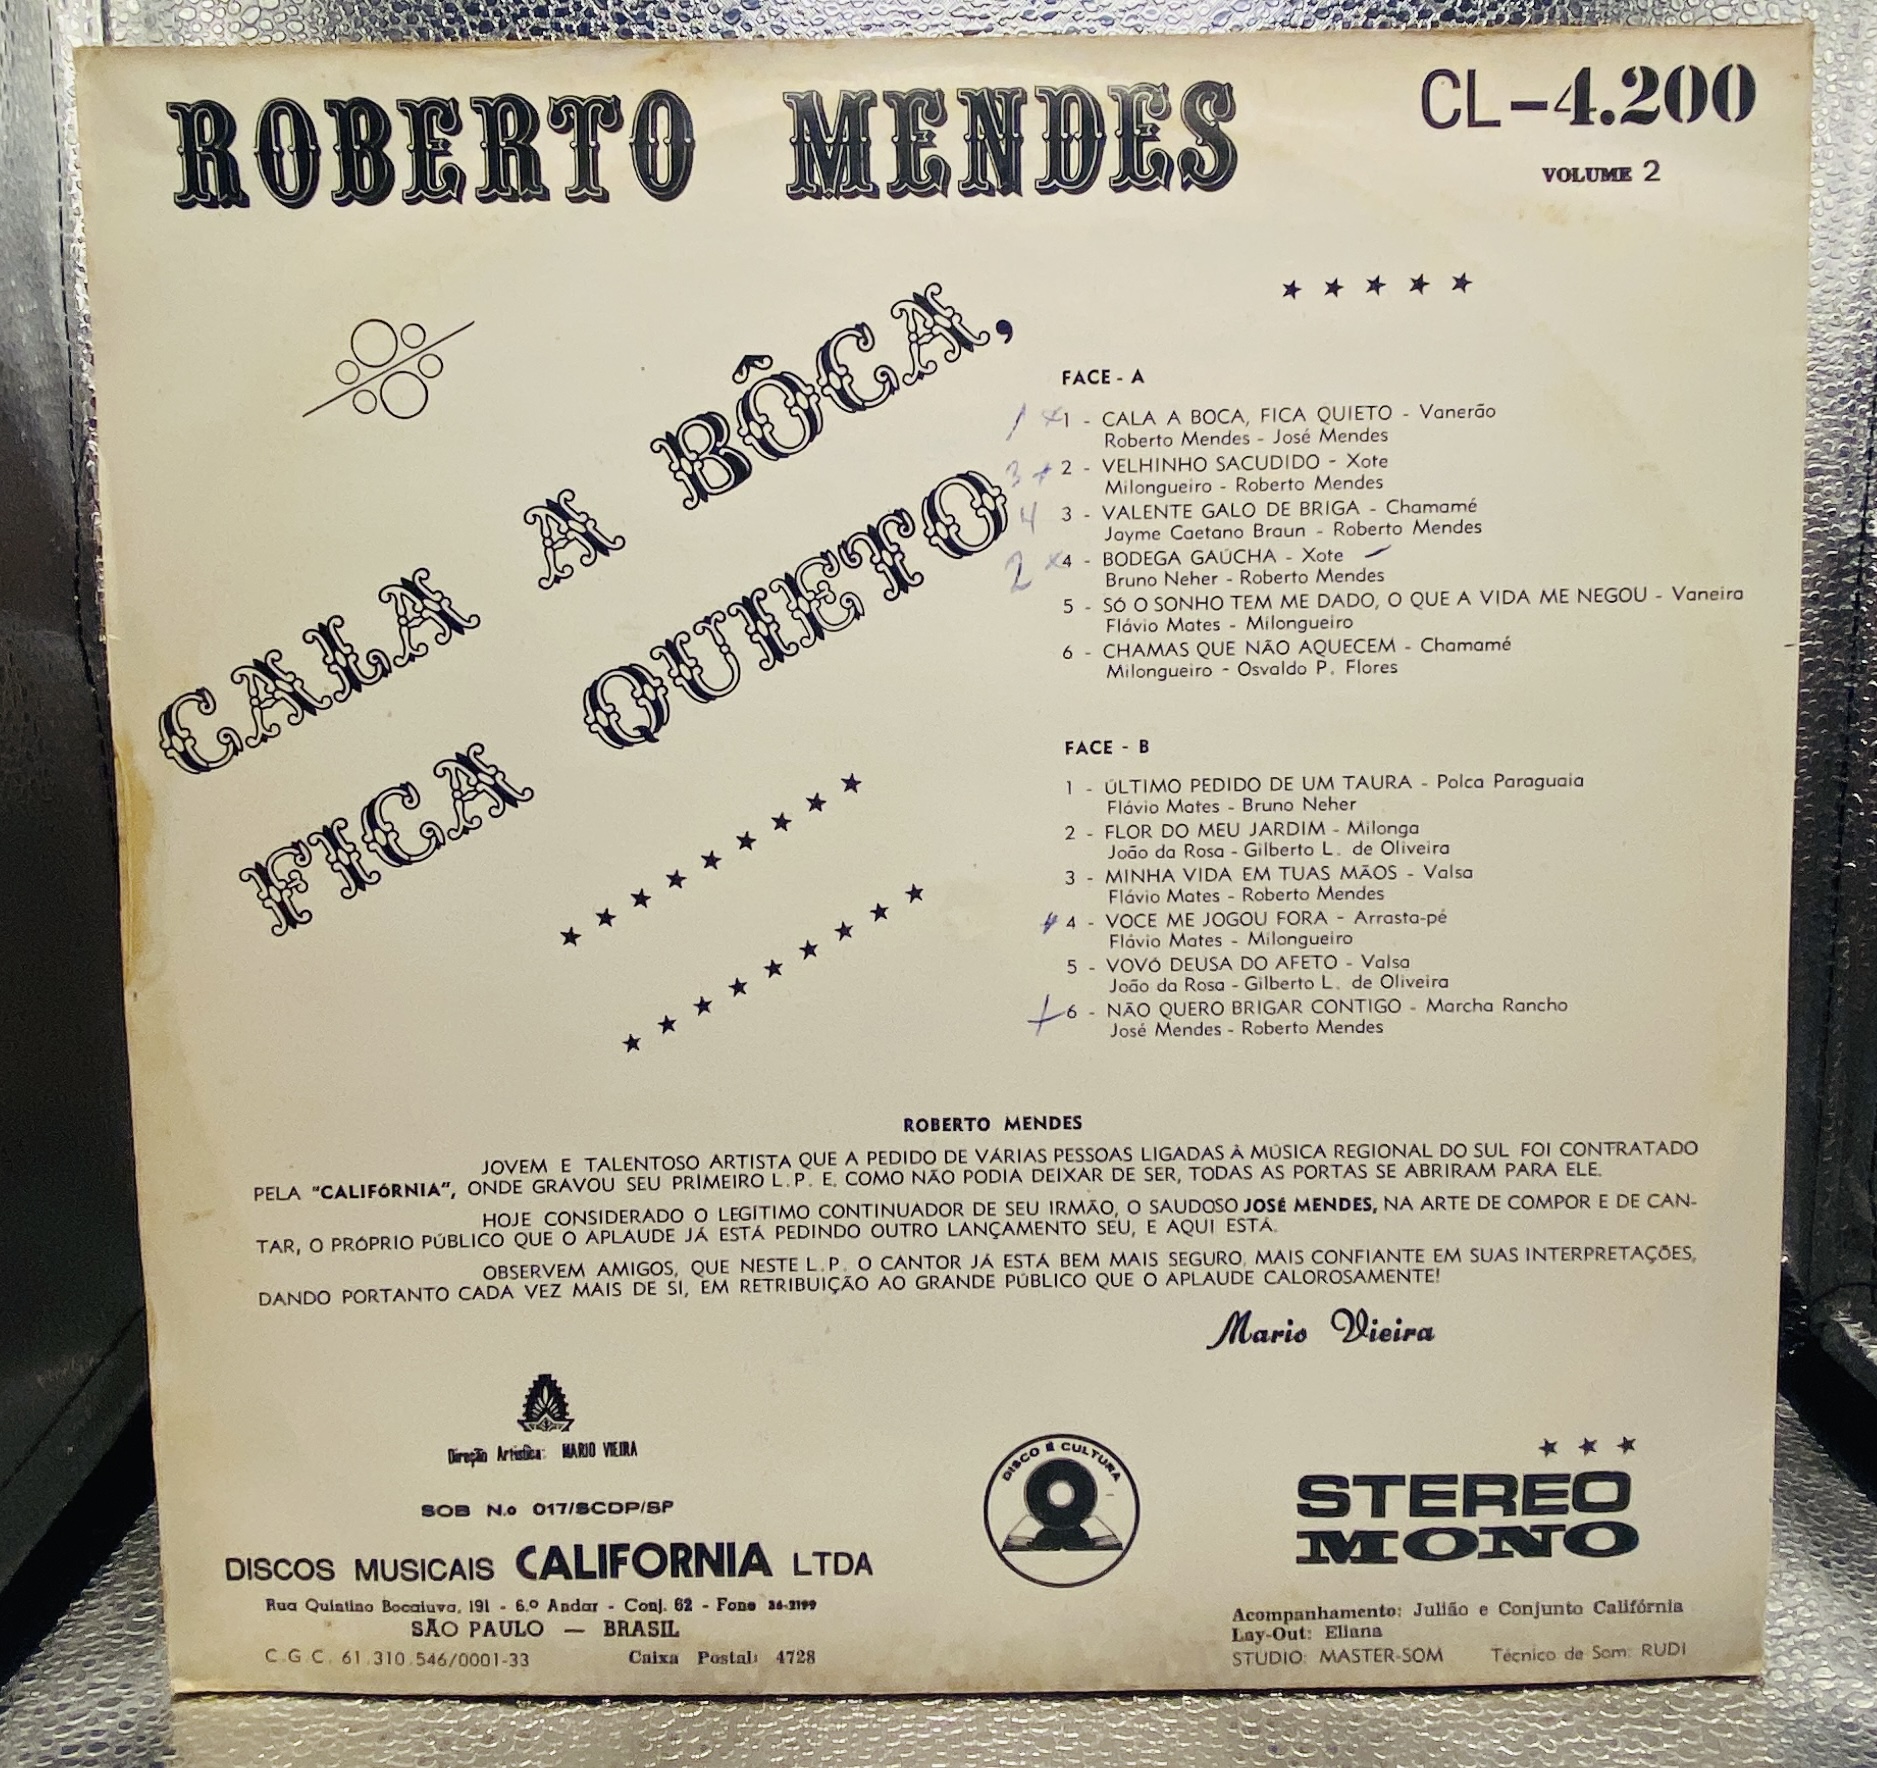 ROBERTO MENDES
CL-4.200
VOLUME 2
CALA A BÔCA,
FICA QUIETO
FACE - A
1 x 1 - CALA A BOCA, FICA QUIETO - Vanerão
Roberto Mendes - José Mendes
3 + 2 - VELHINHO SACUDIDO - Xote
Milongueiro - Roberto Mendes
4 3 - VALENTE GALO DE BRIGA - Chamamé
Jayme Caetano Braun - Roberto Mendes
2 x 4 - BODEGA GAÚCHA - Xote
Bruno Neher - Roberto Mendes
5 - SÓ O SONHO TEM ME DADO, O QUE A VIDA ME NEGOU - Vaneira
Flávio Mates - Milongueiro
6 - CHAMAS QUE NÃO AQUECEM - Chamamé
Milongueiro - Osvaldo P. Flores
FACE - B
1 - ÚLTIMO PEDIDO DE UM TAURA - Polca Paraguaia
Flávio Mates - Bruno Neher
2 - FLOR DO MEU JARDIM - Milonga
João da Rosa - Gilberto L. de Oliveira
3 - MINHA VIDA EM TUAS MÃOS - Valsa
Flávio Mates - Roberto Mendes
4 - VOCE ME JOGOU FORA - Arrasta-pé
Flávio Mates - Milongueiro
5 - VOVÓ DEUSA DO AFETO - Valsa
João da Rosa - Gilberto L. de Oliveira
6 - NÃO QUERO BRIGAR CONTIGO - Marcha Rancho
José Mendes - Roberto Mendes
ROBERTO MENDES
JOVEM E TALENTOSO ARTISTA QUE A PEDIDO DE VÁRIAS PESSOAS LIGADAS À MÚSICA REGIONAL DO SUL FOI CONTRATADO
PELA "CALIFÓRNIA", ONDE GRAVOU SEU PRIMEIRO L.P. E, COMO NÃO PODIA DEIXAR DE SER, TODAS AS PORTAS SE ABRIRAM PARA ELE.
HOJE CONSIDERADO O LEGÍTIMO CONTINUADOR DE SEU IRMÃO, O SAUDOSO JOSÉ MENDES, NA ARTE DE COMPOR E DE CAN-
TAR, O PRÓPRIO PÚBLICO QUE O APLAUDE JÁ ESTÁ PEDINDO OUTRO LANÇAMENTO SEU, E AQUI ESTÁ.
OBSERVEM AMIGOS, QUE NESTE L.P. O CANTOR JÁ ESTÁ BEM MAIS SEGURO, MAIS CONFIANTE EM SUAS INTERPRETAÇÕES,
DANDO PORTANTO CADA VEZ MAIS DE SI, EM RETRIBUIÇÃO AO GRANDE PÚBLICO QUE O APLAUDE CALOROSAMENTE!
Mario Vieira
Direção Artística: MARIO VIEIRA
SOB N.o 017/SCDP/SP
DISCOS MUSICAIS CALIFORNIA LTDA
Rua Quintino Bocaiuva, 191 - 6.º Andar - Conj. 62 - Fone 36-2199
SÃO PAULO — BRASIL
C.G.C. 61.310.546/0001-33 Caixa Postal: 4728
DISCO É CULTURA
STEREO
MONO
Acompanhamento: Julião e Conjunto Califórnia
Lay-Out: Eliana
STUDIO: MASTER-SOM Técnico de Som: RUDI